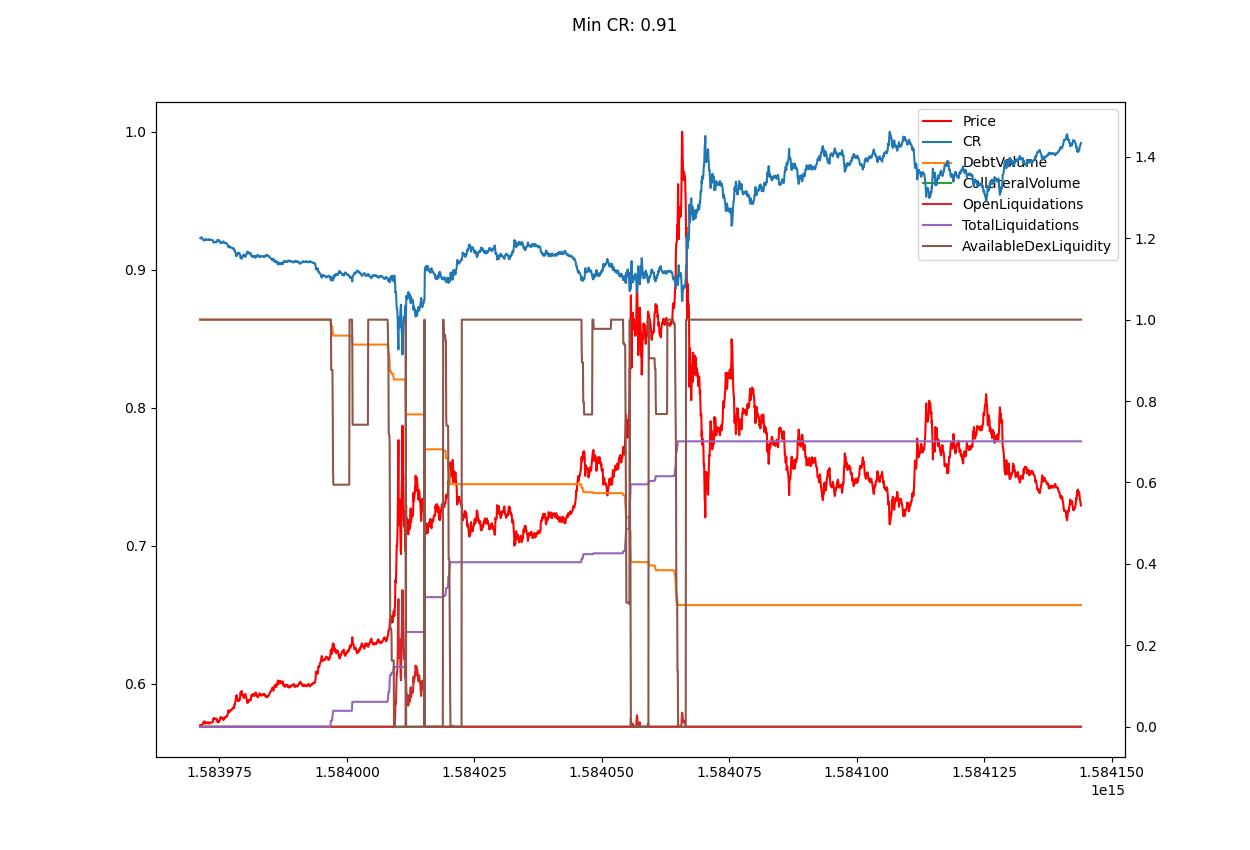 Min CR: 0.91
1.0
0.9
0.8
0.7
0.6
Price
CR
DebtVolume
CollateralVolume
OpenLiquidations
TotalLiquidations
AvailableDexLiquidity
1.4
1.2
1.0
0.8
0.6
0.4
0.2
0.0
1.583975 1.584000 1.584025 1.584050 1.584075 1.584100 1.584125 1.584150
1e15